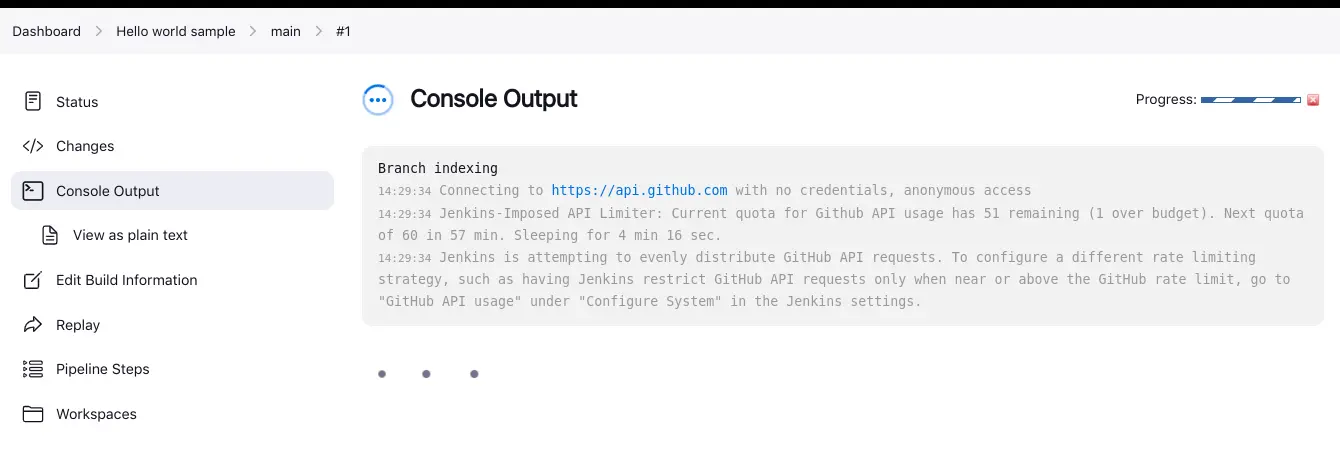 Dashboard > Hello world sample > main > #1
Status
Changes
Console Output
View as plain text
Edit Build Information
Replay
Pipeline Steps
Workspaces
Console Output
Progress:
Branch indexing
14:29:34 Connecting to https://api.github.com with no credentials, anonymous access
14:29:34 Jenkins-Imposed API Limiter: Current quota for Github API usage has 51 remaining (1 over budget). Next quota
of 60 in 57 min. Sleeping for 4 min 16 sec.
14:29:34 Jenkins is attempting to evenly distribute GitHub API requests. To configure a different rate limiting
strategy, such as having Jenkins restrict GitHub API requests only when near or above the GitHub rate limit, go to
"GitHub API usage" under "Configure System" in the Jenkins settings.